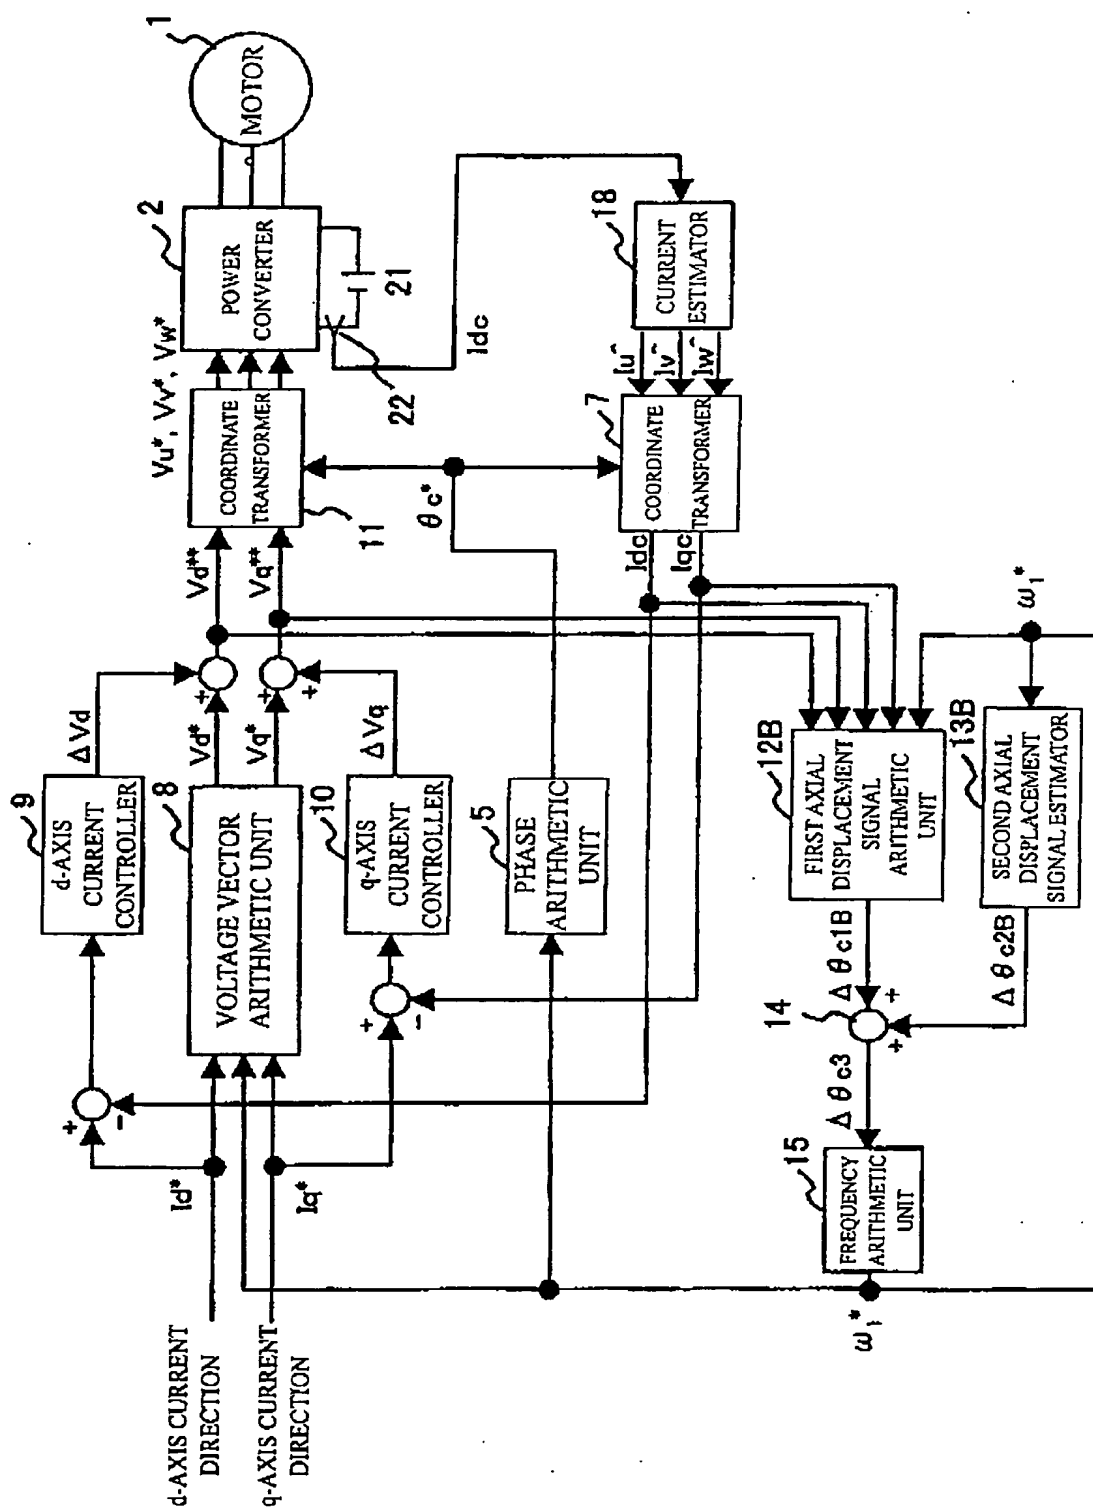 1
MOTOR
2
POWER
CONVERTER
21
22
Idc
Vu*, Vv*, Vw*
COORDINATE
TRANSFORMER
11
Vd**
Vq**
ΔVd
+
Vd*
Vq*
+
+
ΔVq
9
d-AXIS
CURRENT
CONTROLLER
8
VOLTAGE VECTOR
ARITHMETIC UNIT
10
q-AXIS
CURRENT
CONTROLLER
+
-
+
-
Id*
Iq*
d-AXIS CURRENT
DIRECTION
q-AXIS CURRENT
DIRECTION
18
CURRENT
ESTIMATOR
Iu^
Iv^
Iw^
7
COORDINATE
TRANSFORMER
Idc
Iqc
θc*
5
PHASE
ARITHMETIC
UNIT
12B
FIRST AXIAL
DISPLACEMENT
SIGNAL
ARITHMETIC
UNIT
13B
SECOND AXIAL
DISPLACEMENT
SIGNAL ESTIMATOR
ω1*
Δθc1B
Δθc2B
14
+
+
Δθc3
15
FREQUENCY
ARITHMETIC
UNIT
ω1*